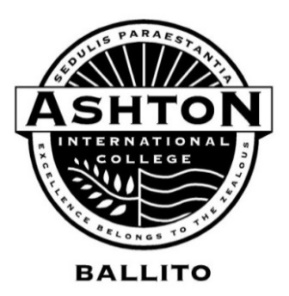 SEDULIS PARAESTANTIA
ASHTON
INTERNATIONAL
COLLEGE
EXCELLENCE BELONGS TO THE ZEALOUS
BALLITO